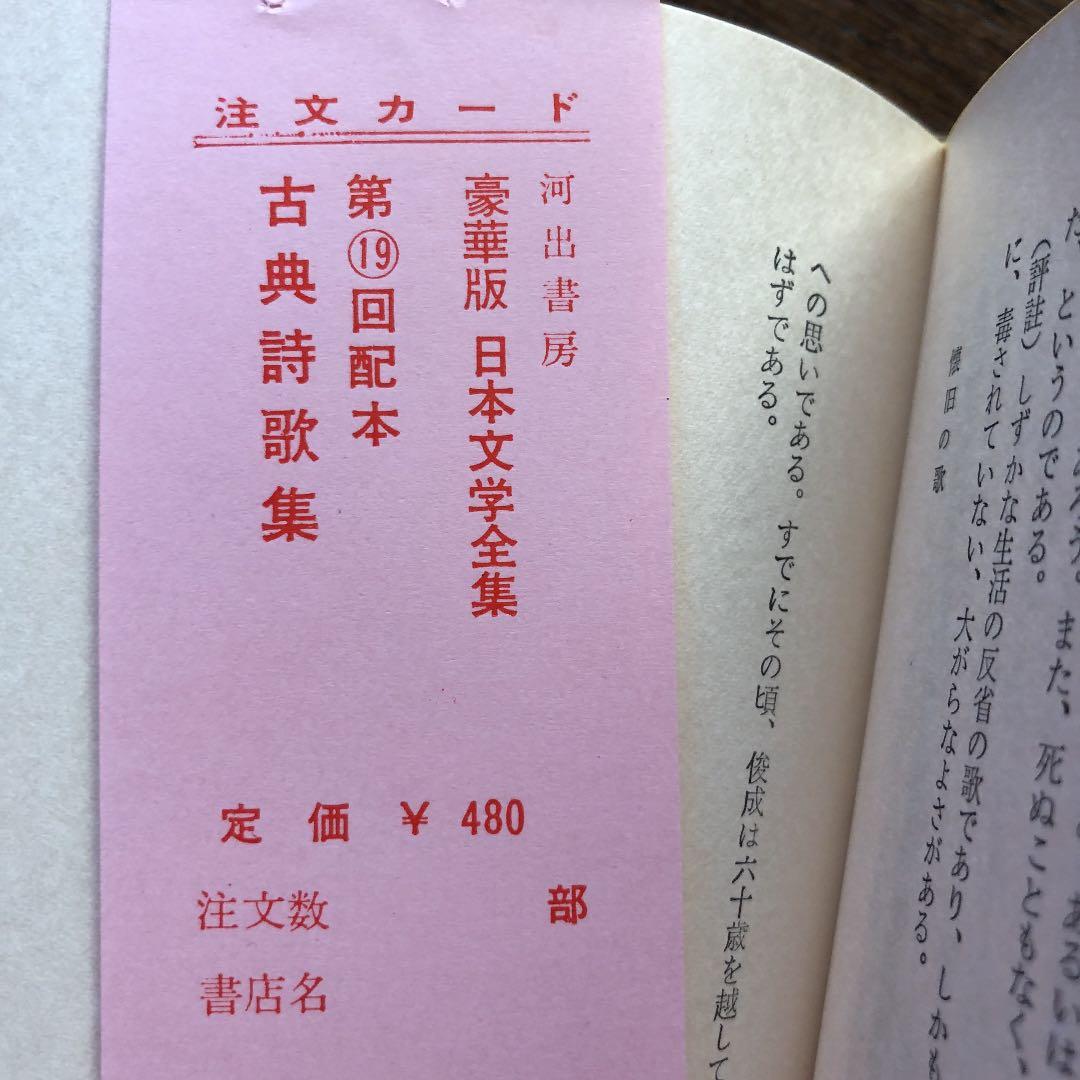 注文カード
河出書房
豪華版 日本文学全集
第⑲回配本
古典詩歌集
定価 ¥ 480
注文数 部
書店名
というのである。また、死ぬこともなく、
(評註)しずかな生活の反省の歌であり、しかも
に、毒されていない、大がらなよさがある。
懐旧の歌
への思いである。すでにその頃、俊成は六十歳を越して
はずである。